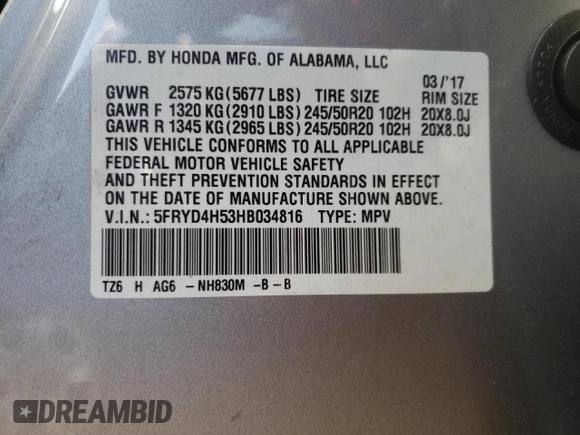 MFD. BY HONDA MFG. OF ALABAMA, LLC
03/'17
GVWR 2575 KG(5677 LBS) TIRE SIZE RIM SIZE
GAWR F 1320 KG(2910 LBS)245/50R20 102H 20X8.0J
GAWR R 1345 KG(2965 LBS)245/50R20 102H 20X8.0J
THIS VEHICLE CONFORMS TO ALL APPLICABLE
FEDERAL MOTOR VEHICLE SAFETY
AND THEFT PREVENTION STANDARDS IN EFFECT
ON THE DATE OF MANUFACTURE SHOWN ABOVE.
V.I.N.: 5FRYD4H53HB034816 TYPE: MPV
TZ6 H AG6 -NH830M -B-B
DREAMBID